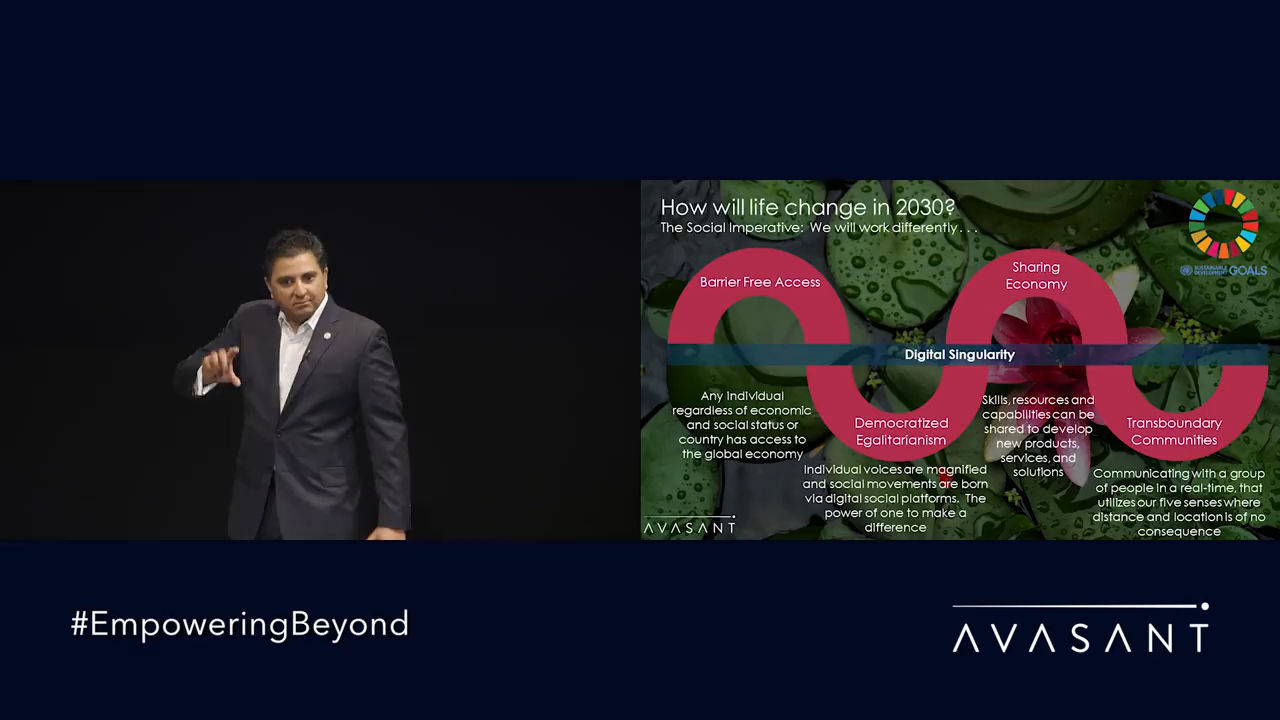 How will life change in 2030?
The Social Imperative: We will work differently . . .
SUSTAINABLE
DEVELOPMENT GOALS
Barrier Free Access
Sharing
Economy
Digital Singularity
Any individual
regardless of economic
and social status or
country has access to
the global economy
Democratized
Egalitarianism
Individual voices are magnified
and social movements are born
via digital social platforms. The
power of one to make a
difference
Skills, resources and
capabilities can be
shared to develop
new products,
services, and
solutions
Transboundary
Communities
Communicating with a group
of people in a real-time, that
utilizes our five senses where
distance and location is of no
consequence
AVASANT
#EmpoweringBeyond
AVASANT